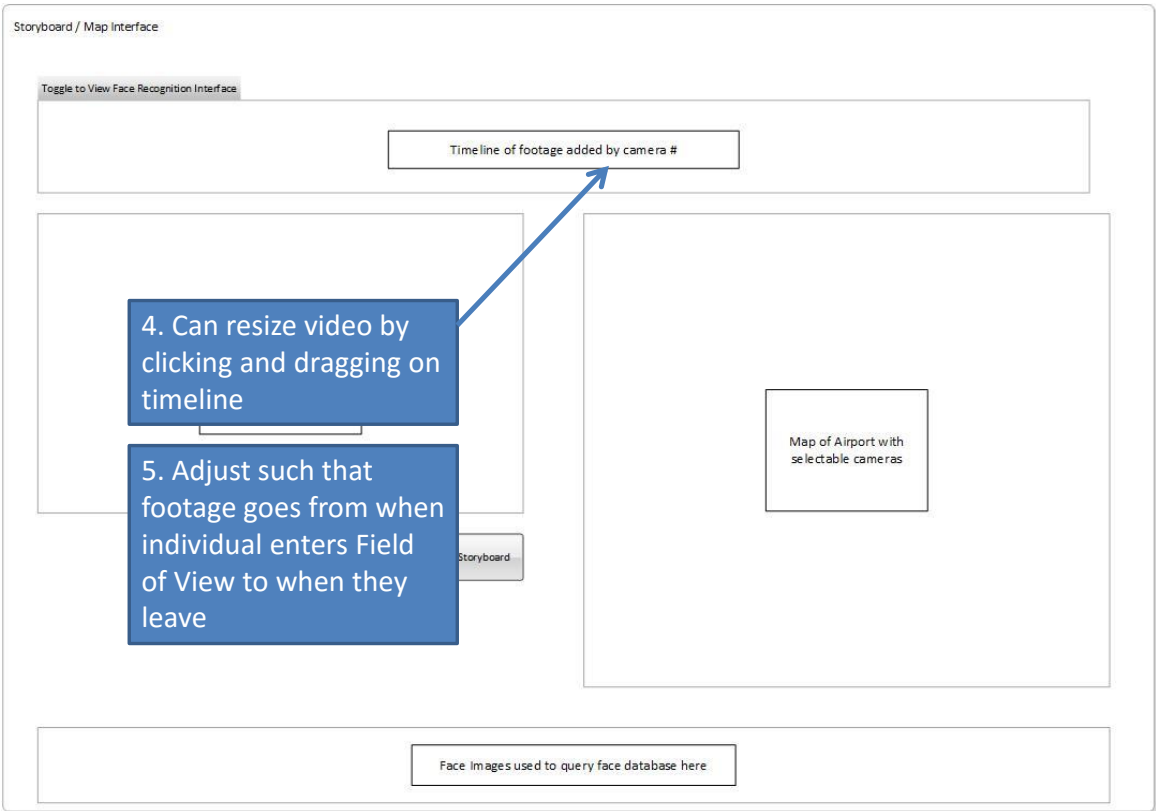 Storyboard / Map Interface
Toggle to View Face Recognition Interface
Timeline of footage added by camera #
4. Can resize video by
clicking and dragging on
timeline
5. Adjust such that
footage goes from when
individual enters Field
of View to when they
leave
Storyboard
Map of Airport with
selectable cameras
Face Images used to query face database here